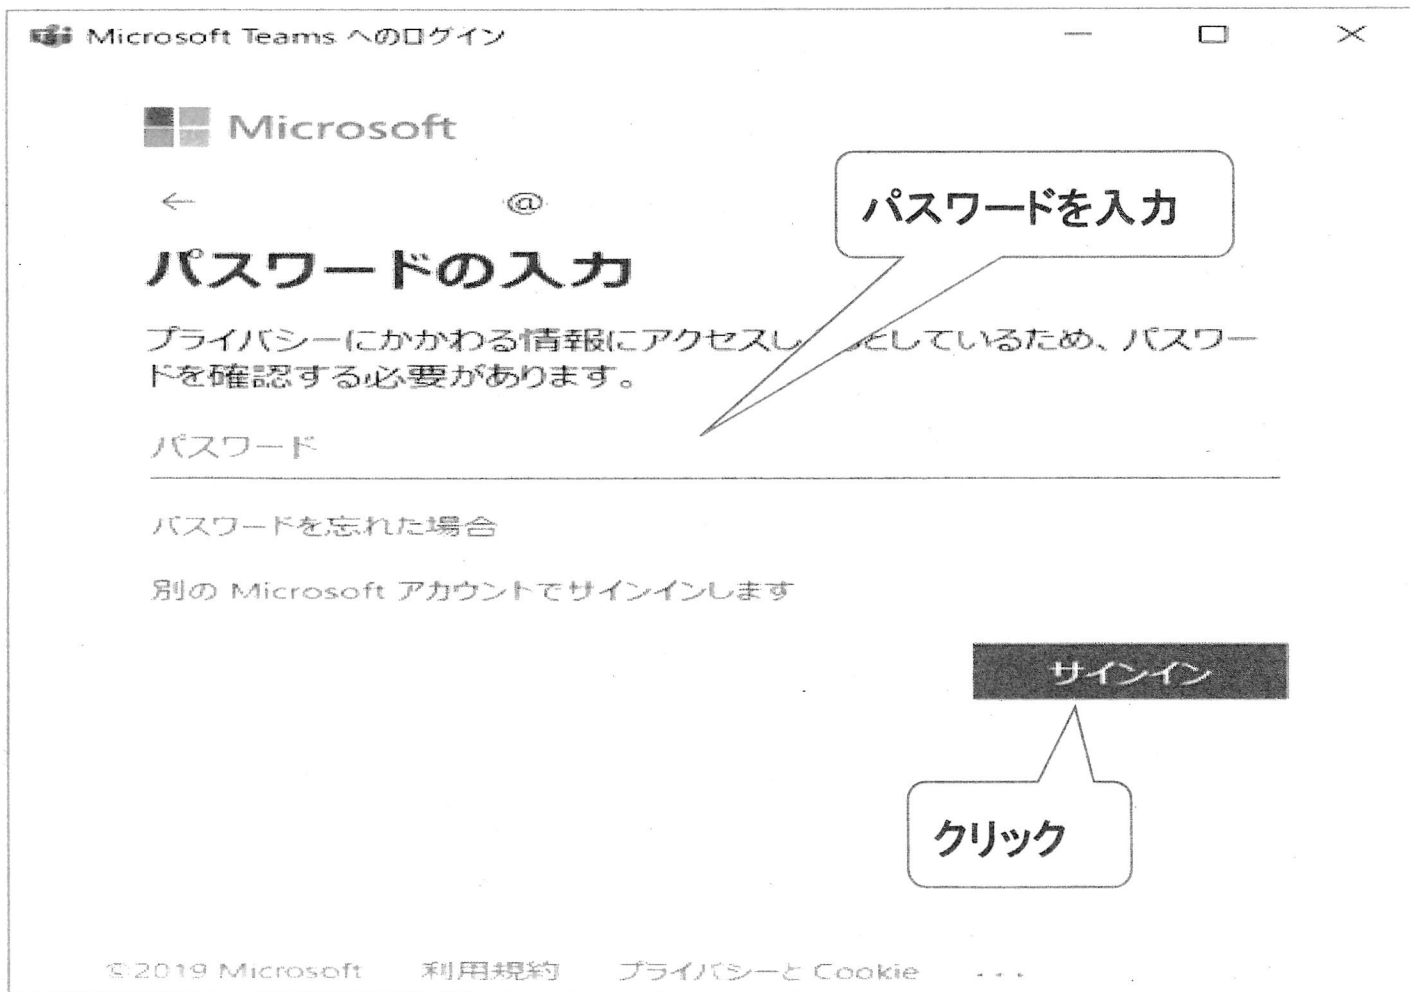 Microsoft Teams へのログイン
Microsoft
← @
パスワードを入力
パスワードの入力
プライバシーにかかわる情報にアクセスし としているため、パスワー
ドを確認する必要があります。
パスワード
パスワードを忘れた場合
別の Microsoft アカウントでサインインします
サインイン
クリック
©2019 Microsoft 利用規約 プライバシーと Cookie ...